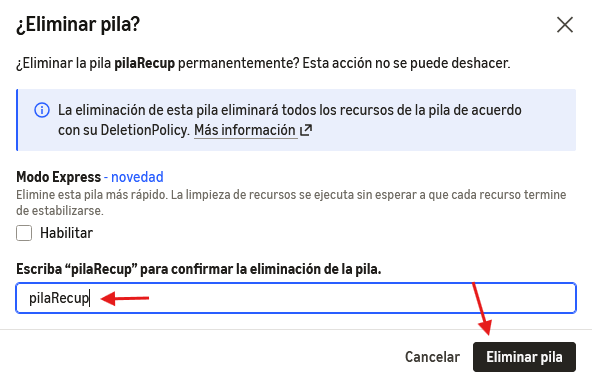 ¿Eliminar pila?
¿Eliminar la pila pilaRecup permanentemente? Esta acción no se puede deshacer.
La eliminación de esta pila eliminará todos los recursos de la pila de acuerdo
con su DeletionPolicy. Más información
Modo Express - novedad
Elimine esta pila más rápido. La limpieza de recursos se ejecuta sin esperar a que cada recurso termine
de estabilizarse.
Habilitar
Escriba “pilaRecup” para confirmar la eliminación de la pila.
pilaRecup
Cancelar Eliminar pila